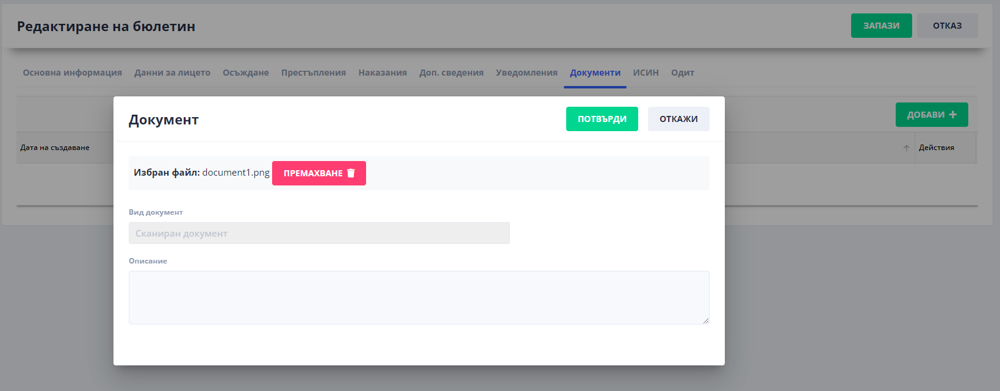 Редактиране на бюлетин
ЗАПАЗИ
ОТКАЗ
Основна информация
Данни за лицето
Осъждане
Престъпления
Наказания
Доп. сведения
Уведомления
Документи
ИСИН
Одит
ДОБАВИ
Дата на създаване
Действия
Документ
ПОТВЪРДИ
ОТКАЖИ
Избран файл: document1.png
ПРЕМАХВАНЕ
Вид документ
Сканиран документ
Описание